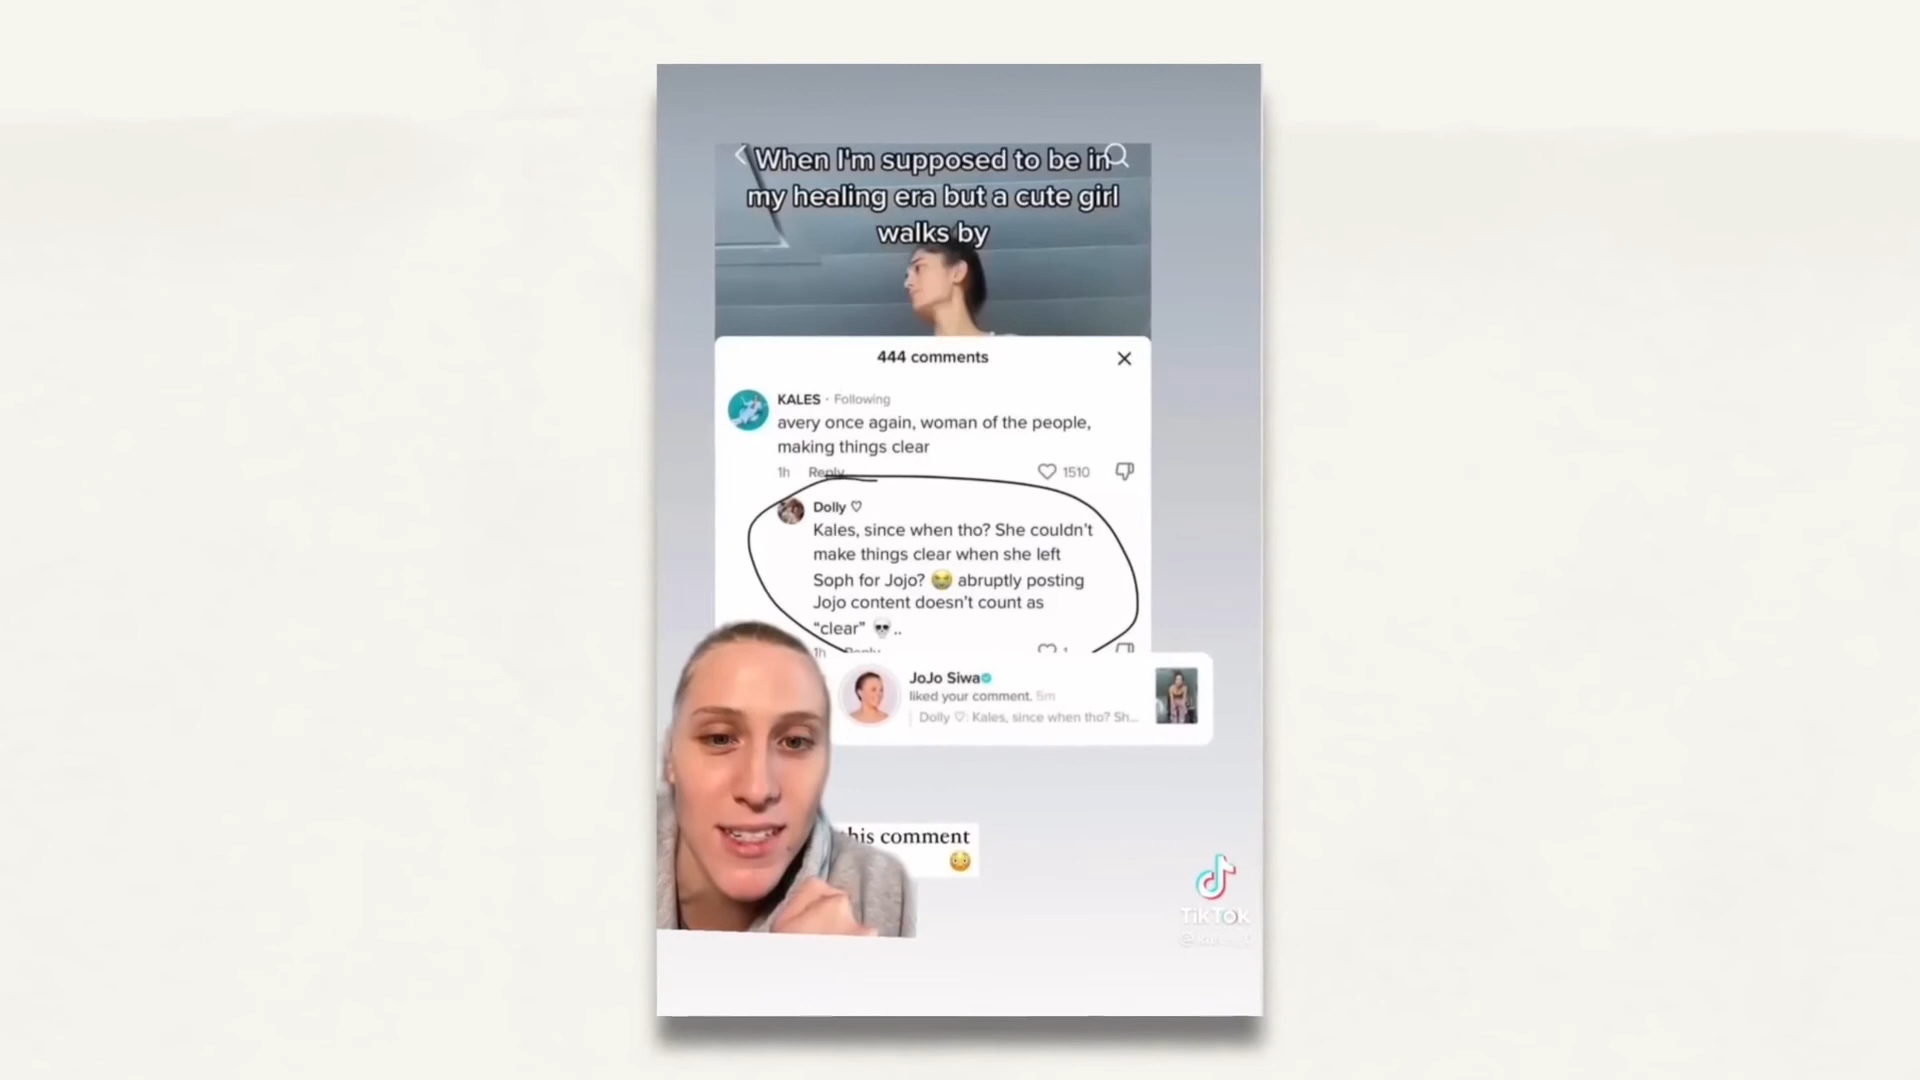 When I'm supposed to be in
my healing era but a cute girl
walks by
444 comments
KALES · Following
avery once again, woman of the people,
making things clear
1h Reply 1510
Dolly ♡
Kales, since when tho? She couldn't
make things clear when she left
Soph for Jojo? 😭 abruptly posting
Jojo content doesn't count as
“clear” 💀..
1h Reply 1
JoJo Siwa
liked your comment. 5m
Dolly ♡: Kales, since when tho? Sh...
his comment
😳
TikTok